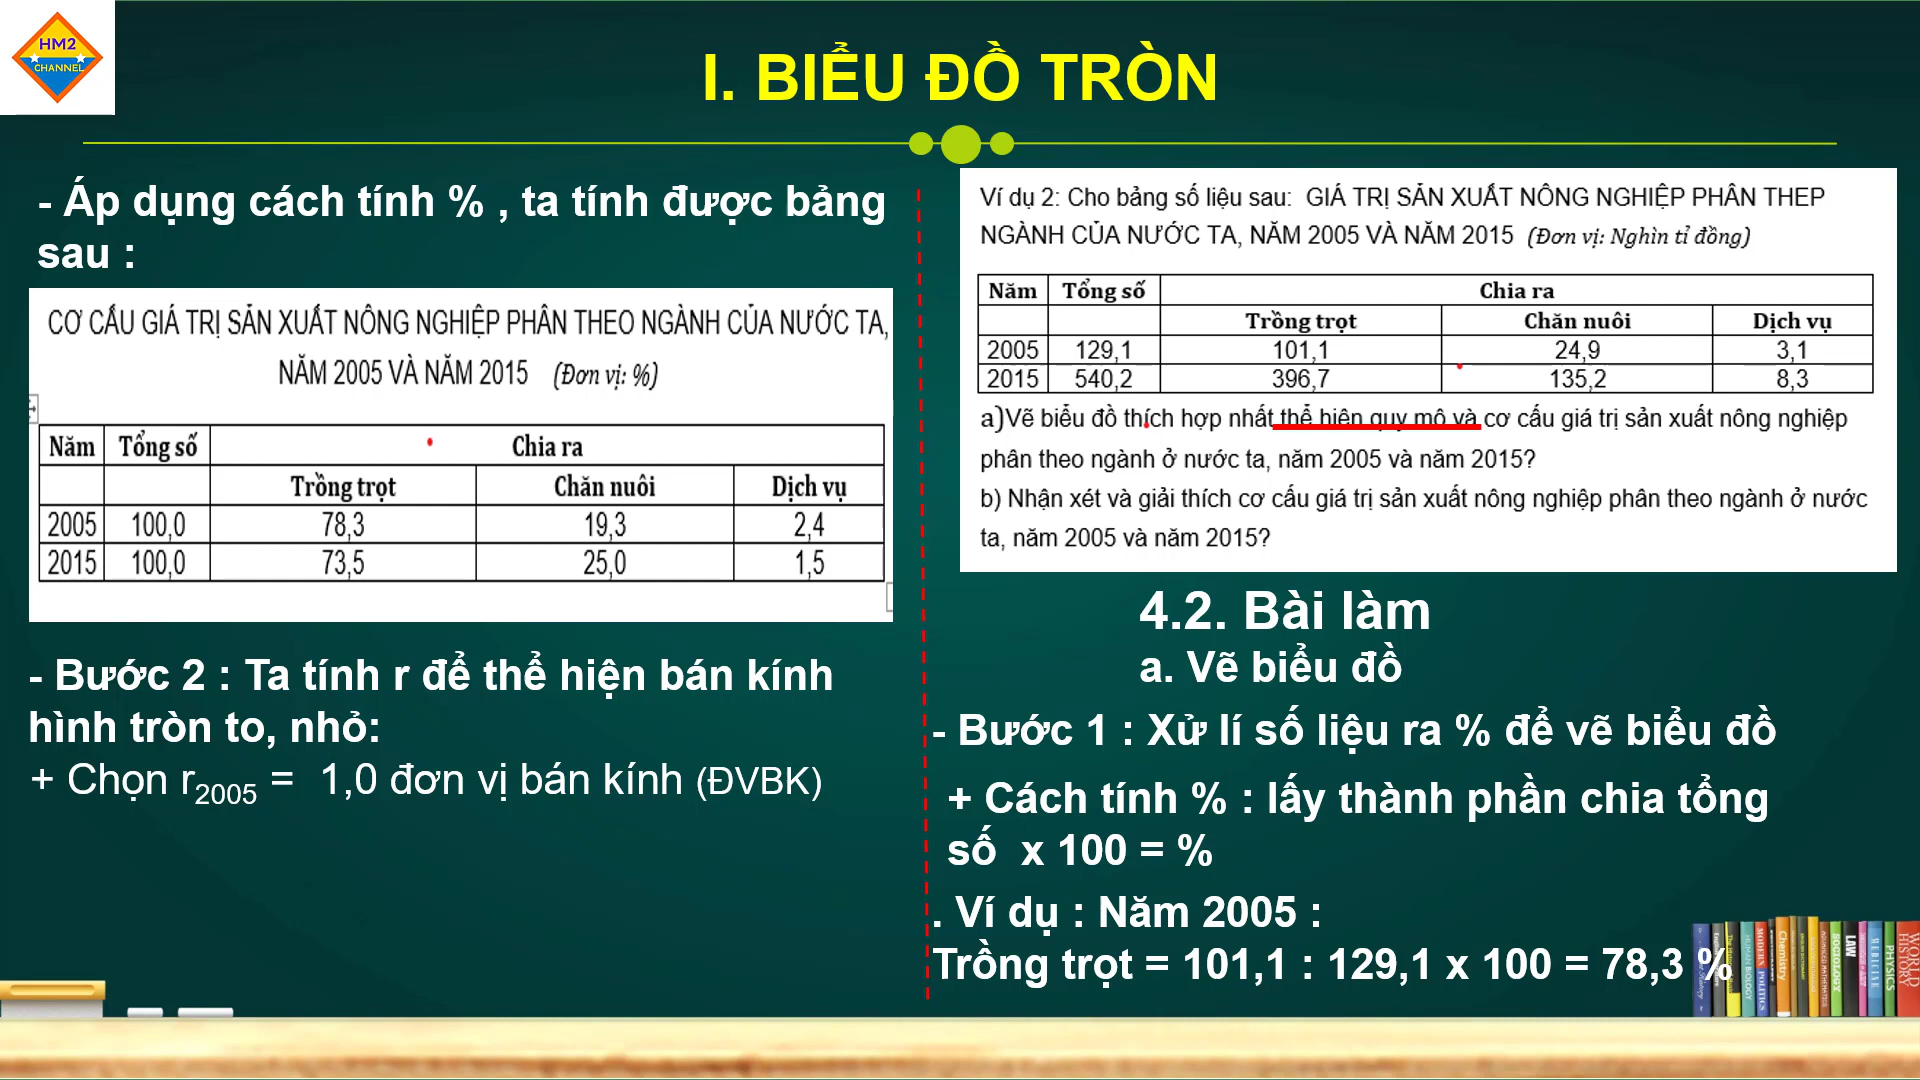 HM2
CHANNEL
I. BIỂU ĐỒ TRÒN
- Áp dụng cách tính % , ta tính được bảng
sau :
CƠ CẤU GIÁ TRỊ SẢN XUẤT NÔNG NGHIỆP PHÂN THEO NGÀNH CỦA NƯỚC TA,
NĂM 2005 VÀ NĂM 2015 (Đơn vị: %)
Năm Tổng số Chia ra
Trồng trọt Chăn nuôi Dịch vụ
2005 100,0 78,3 19,3 2,4
2015 100,0 73,5 25,0 1,5
- Bước 2 : Ta tính r để thể hiện bán kính
hình tròn to, nhỏ:
+ Chọn r2005 = 1,0 đơn vị bán kính (ĐVBK)
Ví dụ 2: Cho bảng số liệu sau: GIÁ TRỊ SẢN XUẤT NÔNG NGHIỆP PHÂN THEP
NGÀNH CỦA NƯỚC TA, NĂM 2005 VÀ NĂM 2015 (Đơn vị: Nghìn tỉ đồng)
Năm Tổng số Chia ra
Trồng trọt Chăn nuôi Dịch vụ
2005 129,1 101,1 24,9 3,1
2015 540,2 396,7 135,2 8,3
a)Vẽ biểu đồ thích hợp nhất thể hiện quy mô và cơ cấu giá trị sản xuất nông nghiệp
phân theo ngành ở nước ta, năm 2005 và năm 2015?
b) Nhận xét và giải thích cơ cấu giá trị sản xuất nông nghiệp phân theo ngành ở nước
ta, năm 2005 và năm 2015?
4.2. Bài làm
a. Vẽ biểu đồ
- Bước 1 : Xử lí số liệu ra % để vẽ biểu đồ
+ Cách tính % : lấy thành phần chia tổng
số x 100 = %
. Ví dụ : Năm 2005 :
Trồng trọt = 101,1 : 129,1 x 100 = 78,3 %
HUMAN BIOLOGY
MODERN POLITICS
Chemistry
SOCIOLOGY
LAW
MEDICINE
PHYSICS
WORLD HISTORY